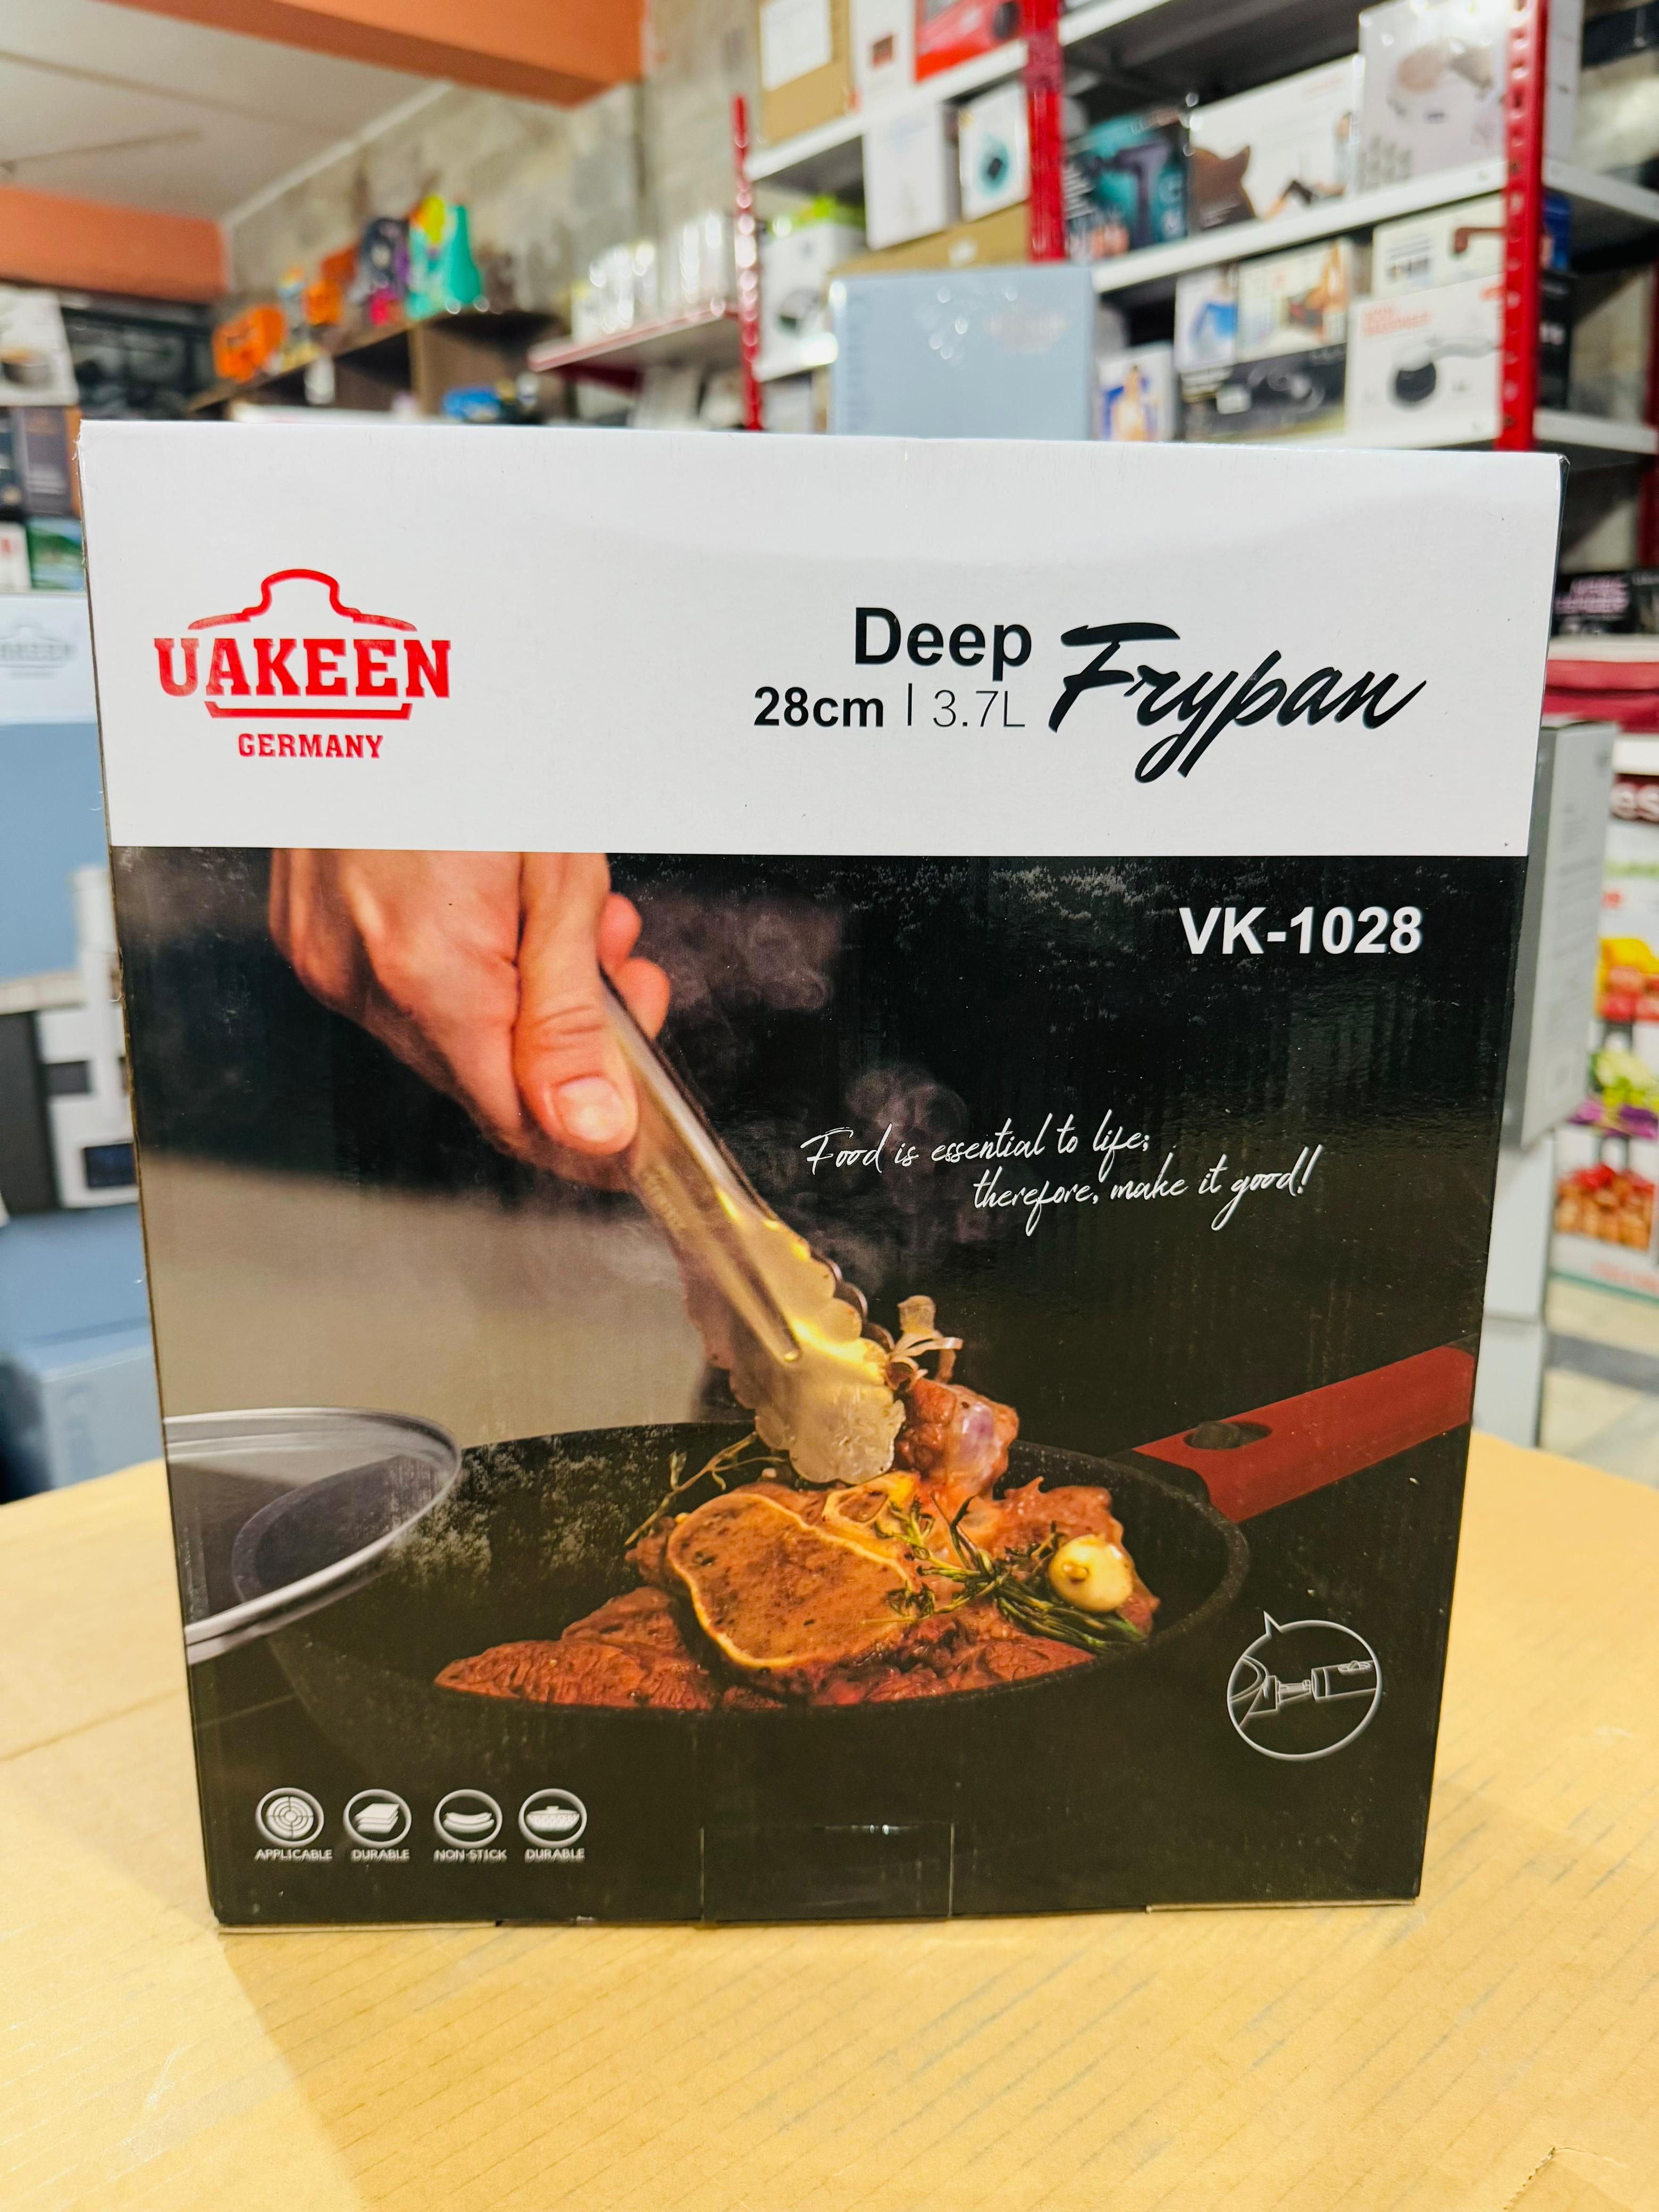 UAKEEN
GERMANY
Deep Frypan
28cm | 3.7L
VK-1028
Food is essential to life;
therefore, make it good!
APPLICABLE DURABLE NON-STICK DURABLE